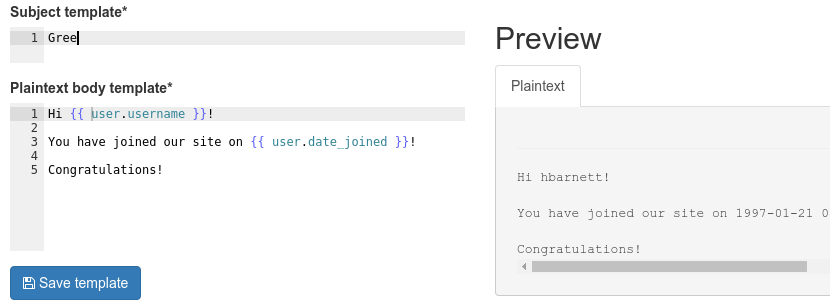 Subject template*
1 Gree
Plaintext body template*
1 Hi {{ user.username }}!
2
3 You have joined our site on {{ user.date_joined }}!
4
5 Congratulations!
Save template
Preview
Plaintext
Hi hbarnett!
You have joined our site on 1997-01-21 0
Congratulations!